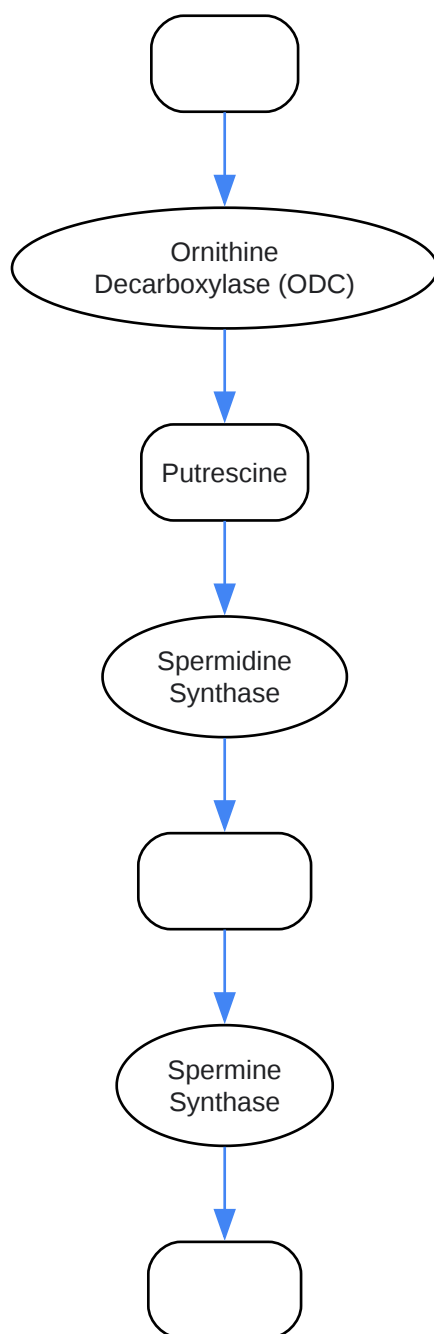 Ornithine
Decarboxylase (ODC)
Putrescine
Spermidine
Synthase
Spermine
Synthase